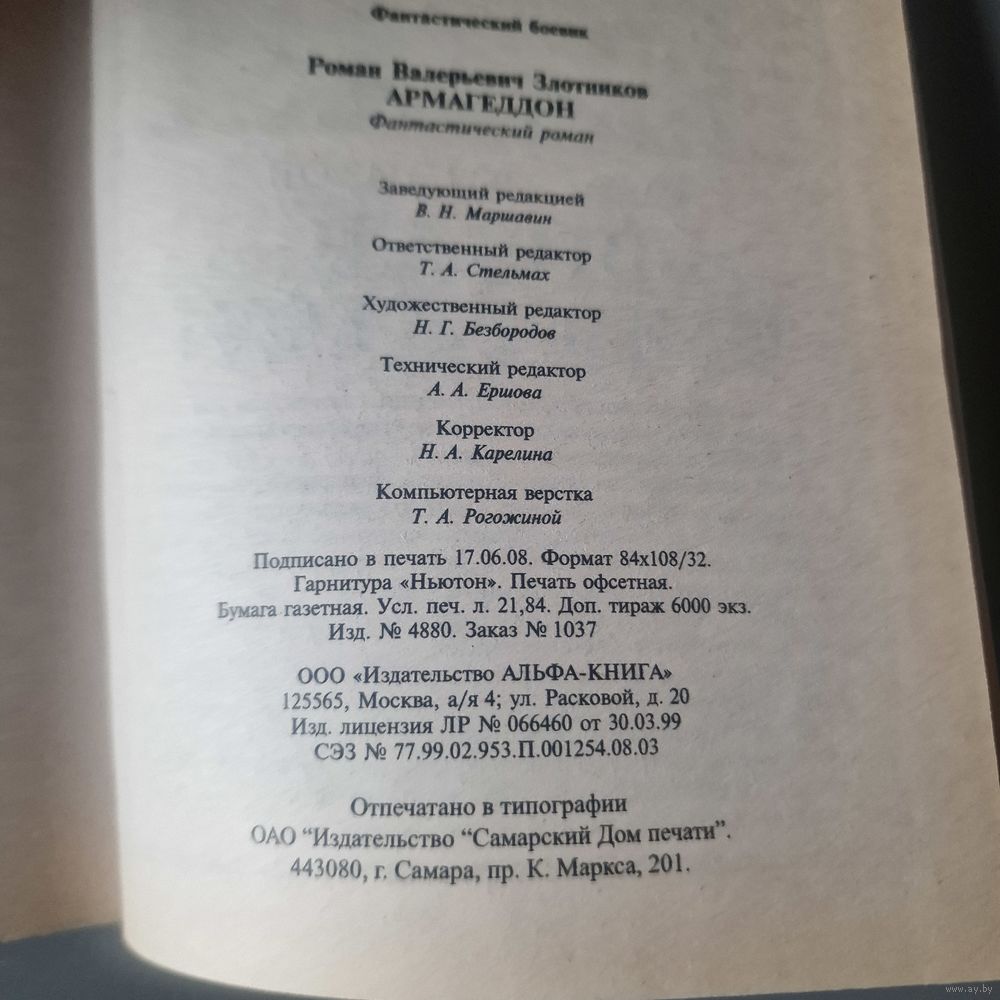 Фантастический боевик
Роман Валерьевич Злотников
АРМАГЕДДОН
Фантастический роман
Заведующий редакцией
В. Н. Маршавин
Ответственный редактор
Т. А. Стельмах
Художественный редактор
Н. Г. Безбородов
Технический редактор
А. А. Ершова
Корректор
Н. А. Карелина
Компьютерная верстка
Т. А. Рогожиной
Подписано в печать 17.06.08. Формат 84х108/32.
Гарнитура «Ньютон». Печать офсетная.
Бумага газетная. Усл. печ. л. 21,84. Доп. тираж 6000 экз.
Изд. № 4880. Заказ № 1037
ООО «Издательство АЛЬФА-КНИГА»
125565, Москва, а/я 4; ул. Расковой, д. 20
Изд. лицензия ЛР № 066460 от 30.03.99
СЭЗ № 77.99.02.953.П.001254.08.03
Отпечатано в типографии
ОАО “Издательство “Самарский Дом печати”.
443080, г. Самара, пр. К. Маркса, 201.
www.ay.by